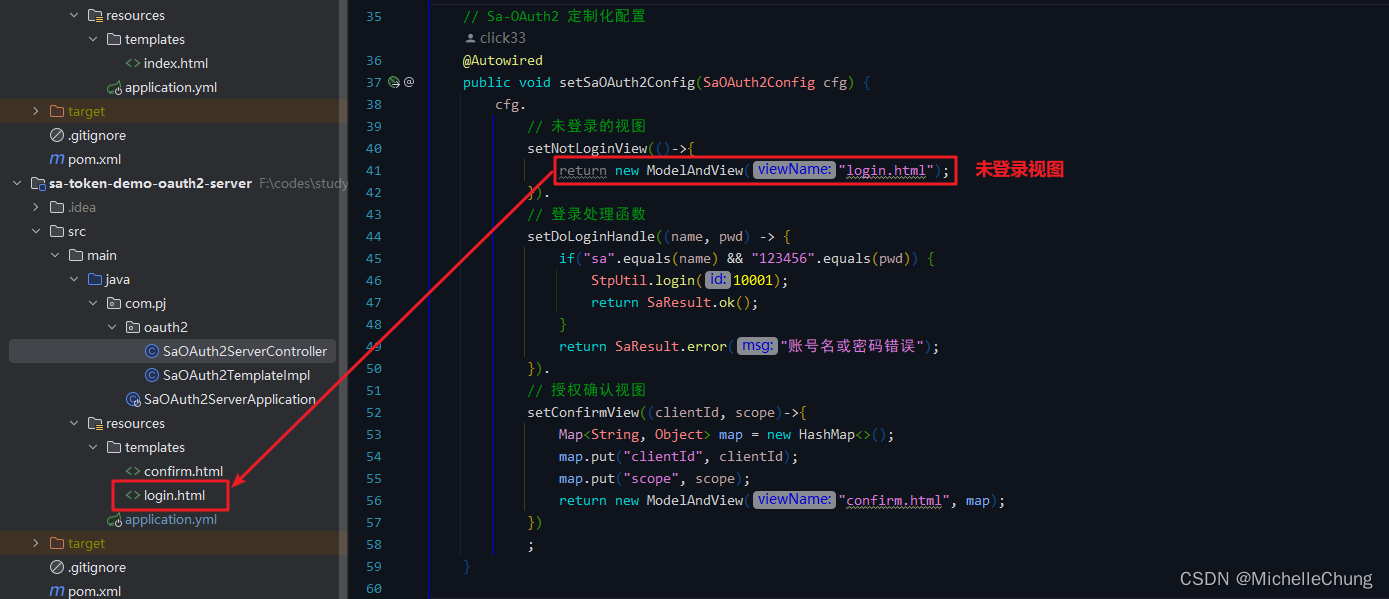 resources
templates
index.html
application.yml
target
.gitignore
pom.xml
sa-token-demo-oauth2-server F:\codes\study
.idea
src
main
java
com.pj
oauth2
SaOAuth2ServerController
SaOAuth2TemplateImpl
SaOAuth2ServerApplication
resources
templates
confirm.html
login.html
application.yml
target
.gitignore
pom.xml
35 // Sa-OAuth2 定制化配置
click33
36 @Autowired
37 public void setSaOAuth2Config(SaOAuth2Config cfg) {
38 cfg.
39 // 未登录的视图
40 setNotLoginView(()->{
41 return new ModelAndView( viewName: "login.html"); 未登录视图
42 }).
43 // 登录处理函数
44 setDoLoginHandle((name, pwd) -> {
45 if("sa".equals(name) && "123456".equals(pwd)) {
46 StpUtil.login( id: 10001);
47 return SaResult.ok();
48 }
49 return SaResult.error( msg: "账号名或密码错误");
50 }).
51 // 授权确认视图
52 setConfirmView((clientId, scope)->{
53 Map<String, Object> map = new HashMap<>();
54 map.put("clientId", clientId);
55 map.put("scope", scope);
56 return new ModelAndView( viewName: "confirm.html", map);
57 })
58 ;
59 }
60
CSDN @MichelleChung